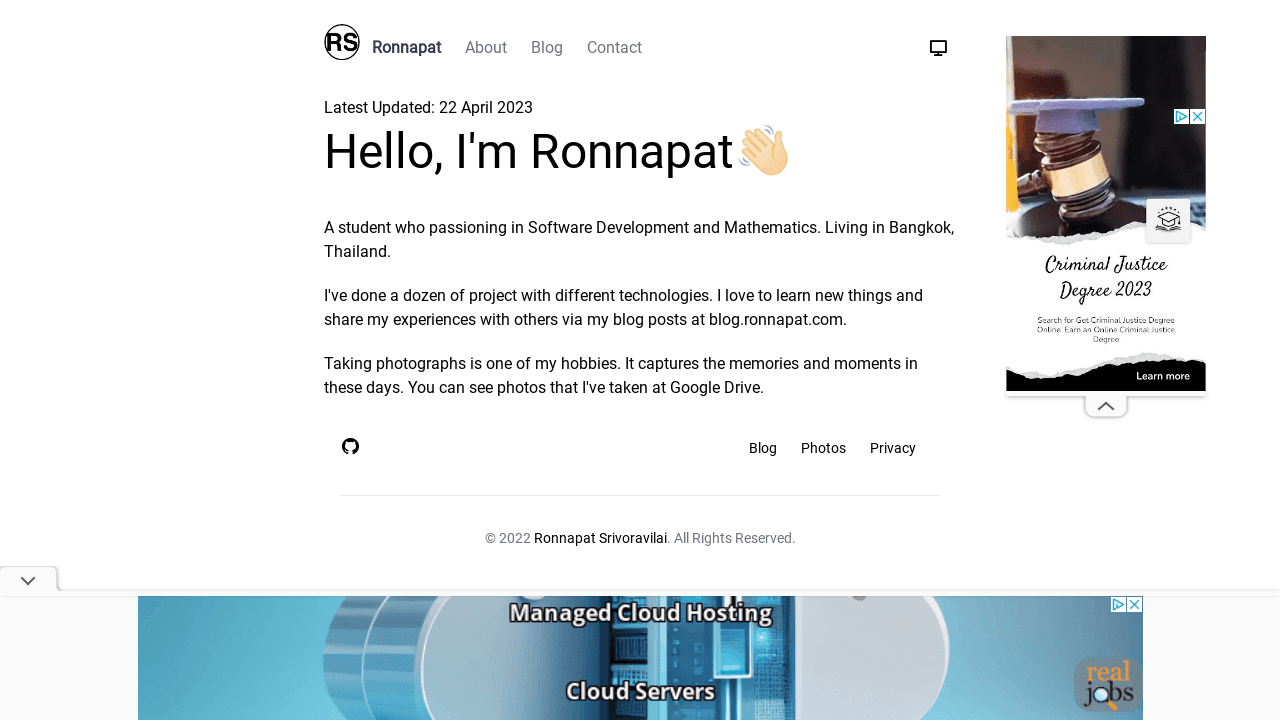 RS
Ronnapat About Blog Contact
Latest Updated: 22 April 2023
Hello, I'm Ronnapat👋
A student who passioning in Software Development and Mathematics. Living in Bangkok,
Thailand.
I've done a dozen of project with different technologies. I love to learn new things and
share my experiences with others via my blog posts at blog.ronnapat.com.
Taking photographs is one of my hobbies. It captures the memories and moments in
these days. You can see photos that I've taken at Google Drive.
Blog Photos Privacy
© 2022 Ronnapat Srivoravilai. All Rights Reserved.
Criminal Justice
Degree 2023
Search for Get Criminal Justice Degree
Online. Earn an Online Criminal Justice
Degree
Learn more
Managed Cloud Hosting
Cloud Servers
real
jobs